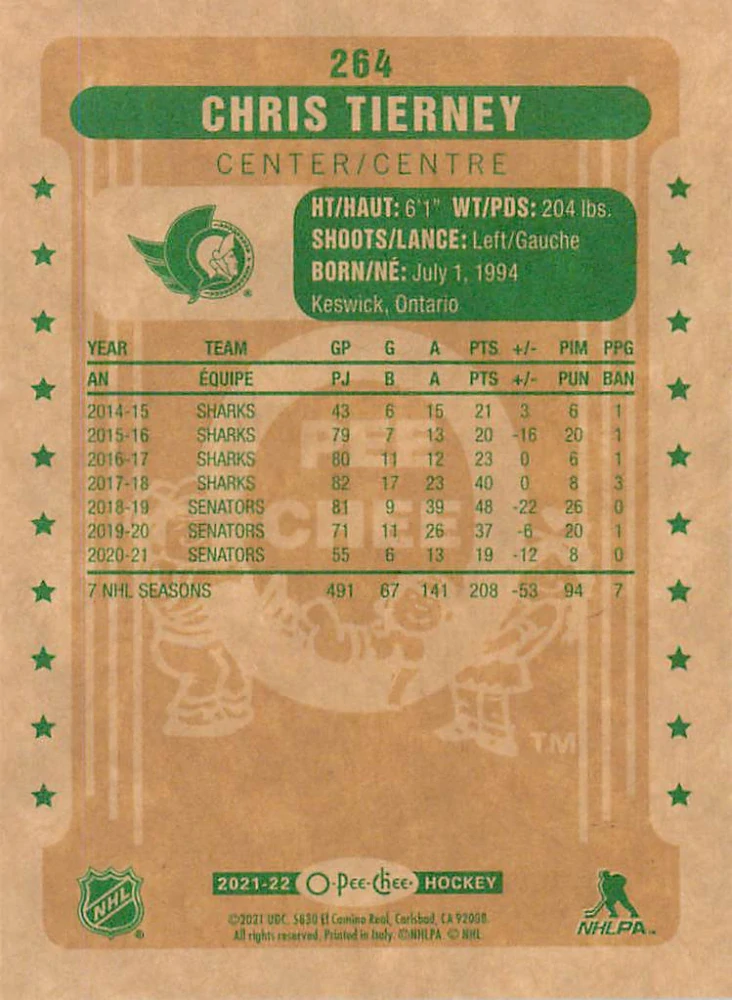 264
CHRIS TIERNEY
CENTER/CENTRE
HT/HAUT: 6'1" WT/PDS: 204 lbs.
SHOOTS/LANCE: Left/Gauche
BORN/NÉ: July 1, 1994
Keswick, Ontario
YEAR TEAM GP G A PTS +/- PIM PPG
AN ÉQUIPE PJ B A PTS +/- PUN BAN
2014-15 SHARKS 43 6 15 21 3 6 1
2015-16 SHARKS 79 7 13 20 -16 20 1
2016-17 SHARKS 80 11 12 23 0 6 1
2017-18 SHARKS 82 17 23 40 0 8 3
2018-19 SENATORS 81 9 39 48 -22 26 0
2019-20 SENATORS 71 11 26 37 -6 20 1
2020-21 SENATORS 55 6 13 19 -12 8 0
7 NHL SEASONS 491 67 141 208 -53 94 7
PEE
CHEE
TM
NHL
®
2021-22 O-Pee-Chee HOCKEY
©2021 UDC. 5830 El Camino Real, Carlsbad, CA 92008.
All rights reserved. Printed in Italy. ©NHLPA © NHL
NHLPA